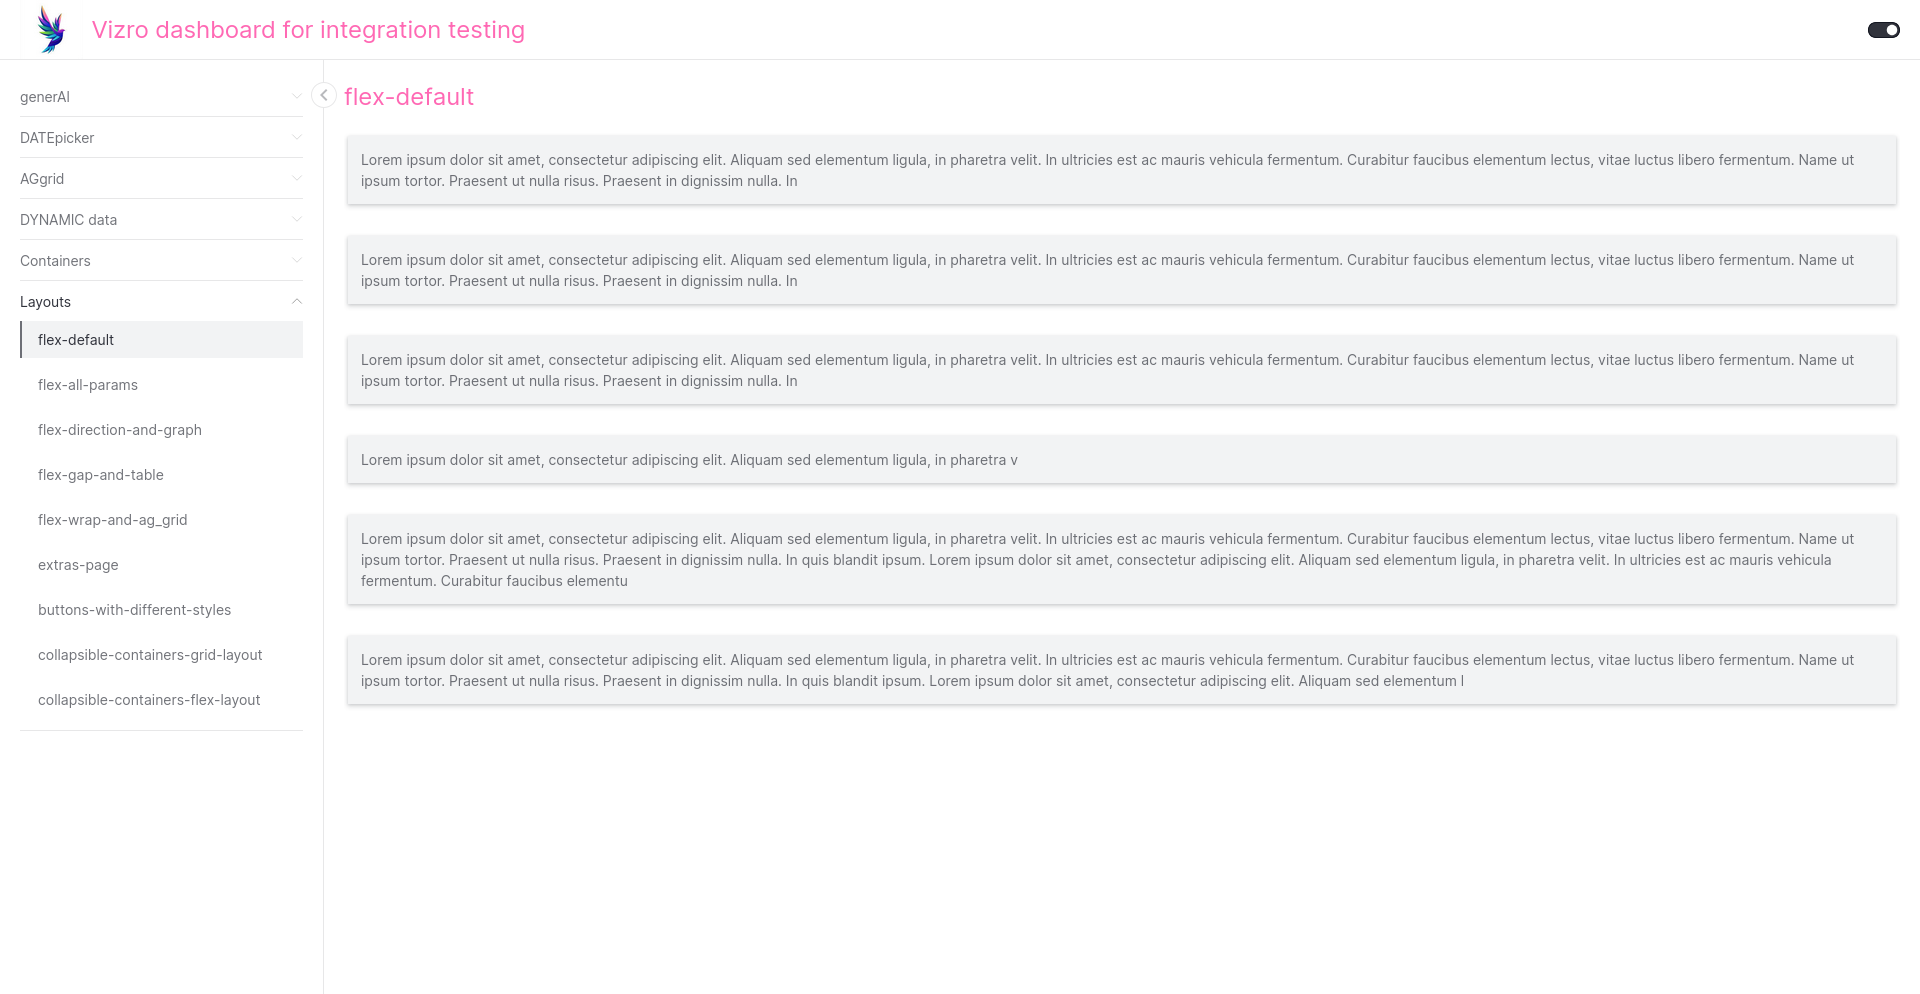 Vizro dashboard for integration testing
generAI
DATEpicker
AGgrid
DYNAMIC data
Containers
Layouts
flex-default
flex-all-params
flex-direction-and-graph
flex-gap-and-table
flex-wrap-and-ag_grid
extras-page
buttons-with-different-styles
collapsible-containers-grid-layout
collapsible-containers-flex-layout
flex-default
Lorem ipsum dolor sit amet, consectetur adipiscing elit. Aliquam sed elementum ligula, in pharetra velit. In ultricies est ac mauris vehicula fermentum. Curabitur faucibus elementum lectus, vitae luctus libero fermentum. Name ut
ipsum tortor. Praesent ut nulla risus. Praesent in dignissim nulla. In
Lorem ipsum dolor sit amet, consectetur adipiscing elit. Aliquam sed elementum ligula, in pharetra velit. In ultricies est ac mauris vehicula fermentum. Curabitur faucibus elementum lectus, vitae luctus libero fermentum. Name ut
ipsum tortor. Praesent ut nulla risus. Praesent in dignissim nulla. In
Lorem ipsum dolor sit amet, consectetur adipiscing elit. Aliquam sed elementum ligula, in pharetra velit. In ultricies est ac mauris vehicula fermentum. Curabitur faucibus elementum lectus, vitae luctus libero fermentum. Name ut
ipsum tortor. Praesent ut nulla risus. Praesent in dignissim nulla. In
Lorem ipsum dolor sit amet, consectetur adipiscing elit. Aliquam sed elementum ligula, in pharetra v
Lorem ipsum dolor sit amet, consectetur adipiscing elit. Aliquam sed elementum ligula, in pharetra velit. In ultricies est ac mauris vehicula fermentum. Curabitur faucibus elementum lectus, vitae luctus libero fermentum. Name ut
ipsum tortor. Praesent ut nulla risus. Praesent in dignissim nulla. In quis blandit ipsum. Lorem ipsum dolor sit amet, consectetur adipiscing elit. Aliquam sed elementum ligula, in pharetra velit. In ultricies est ac mauris vehicula
fermentum. Curabitur faucibus elementu
Lorem ipsum dolor sit amet, consectetur adipiscing elit. Aliquam sed elementum ligula, in pharetra velit. In ultricies est ac mauris vehicula fermentum. Curabitur faucibus elementum lectus, vitae luctus libero fermentum. Name ut
ipsum tortor. Praesent ut nulla risus. Praesent in dignissim nulla. In quis blandit ipsum. Lorem ipsum dolor sit amet, consectetur adipiscing elit. Aliquam sed elementum l